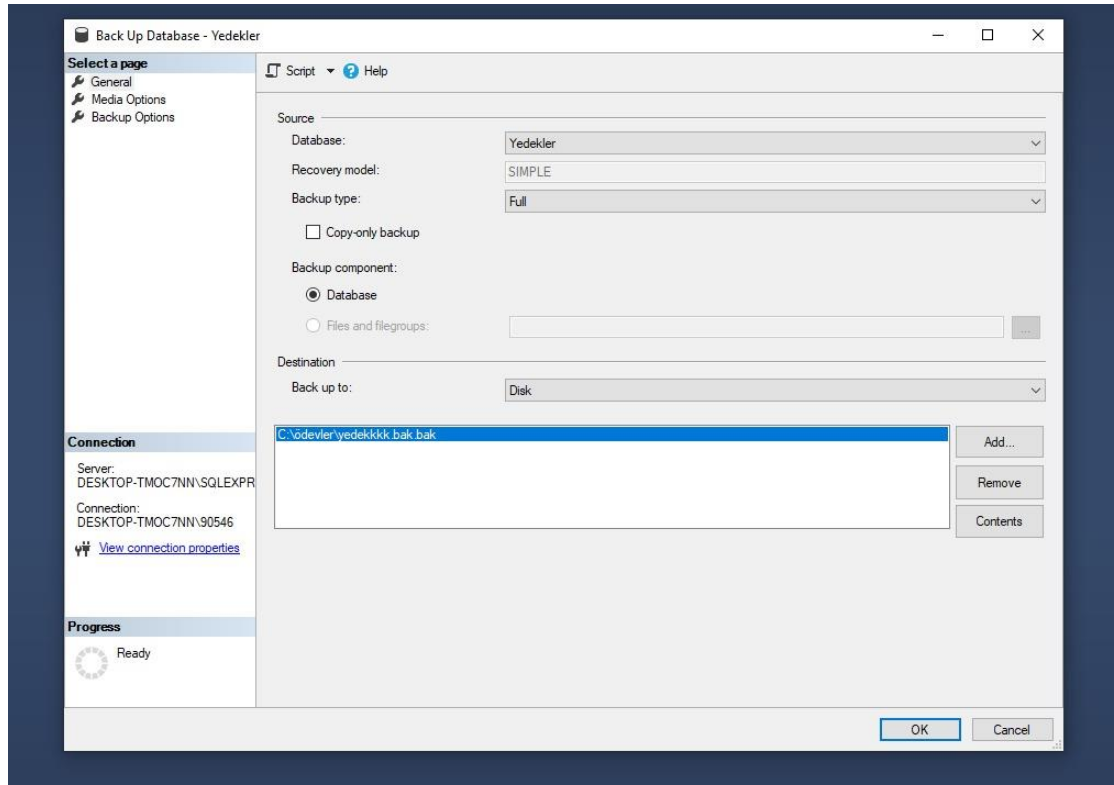 Back Up Database - Yedekler
Select a page
General
Media Options
Backup Options
Script
Help
Source
Database:
Yedekler
Recovery model:
SIMPLE
Backup type:
Full
Copy-only backup
Backup component:
Database
Files and filegroups:
...
Destination
Back up to:
Disk
C:\ödevler\yedekkkk.bak.bak
Add...
Remove
Contents
Connection
Server:
DESKTOP-TMOC7NN\SQLEXPR
Connection:
DESKTOP-TMOC7NN\90546
View connection properties
Progress
Ready
OK
Cancel